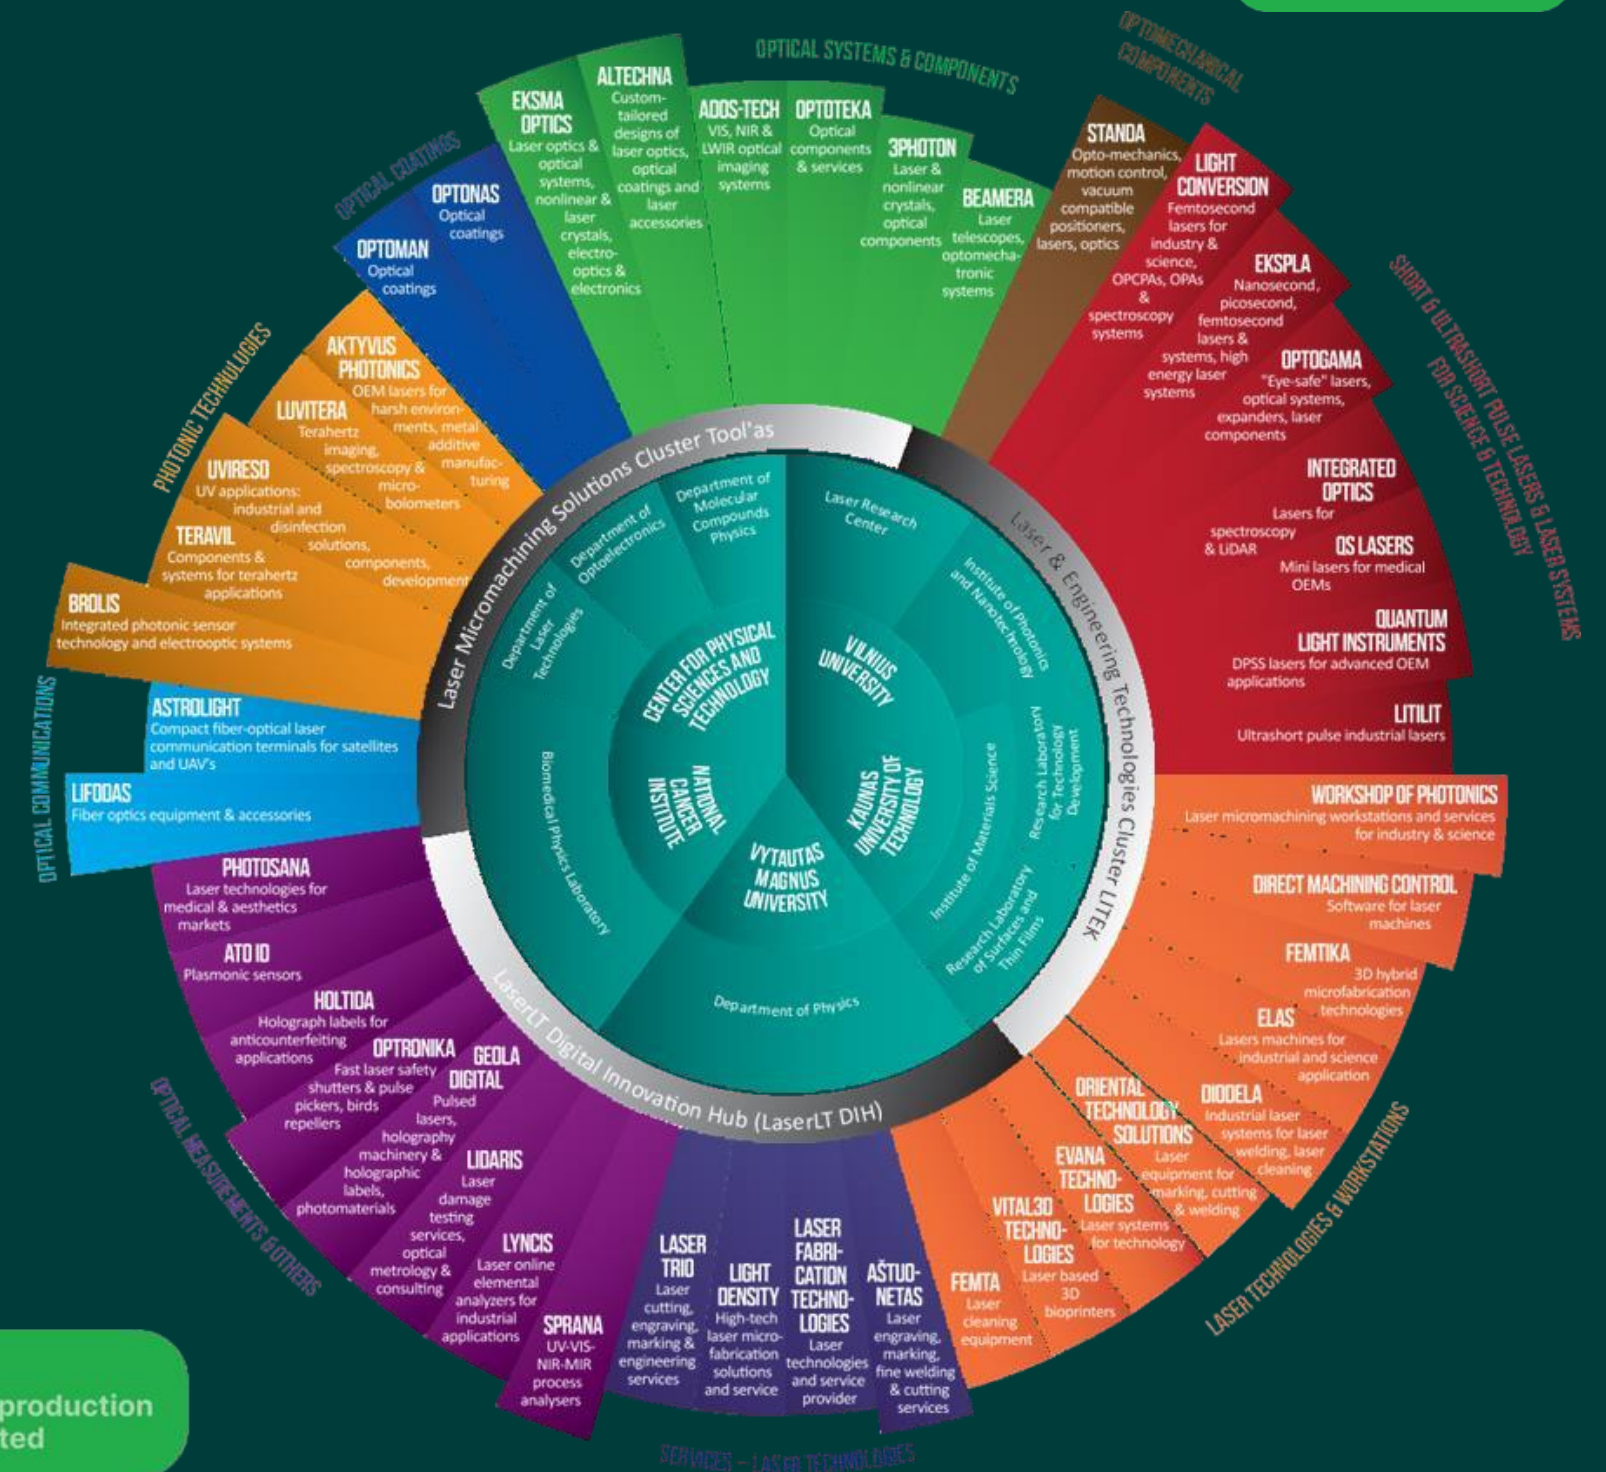 OPTICAL SYSTEMS & COMPONENTS
EKSMA
OPTICS
Laser optics &
optical
systems,
nonlinear &
laser
crystals,
electro-
optics &
electronics
ALTECHNA
Custom-
tailored
designs of
laser optics,
optical
coatings and
laser
accessories
ADOS-TECH
VIS, NIR &
LWIR optical
imaging
systems
OPTOTEKA
Optical
components
& services
3PHOTON
Laser &
nonlinear
crystals,
optical
components
BEAMERA
Laser
telescopes,
optomecha-
tronic
systems
OPTOMECHANICAL
COMPONENTS
STANDA
Opto-mechanics,
motion control,
vacuum
compatible
positioners,
lasers, optics
SHORT & ULTRASHORT PULSE LASERS & LASER SYSTEMS
FOR SCIENCE & TECHNOLOGY
LIGHT
CONVERSION
Femtosecond
lasers for
industry &
science,
OPCPAs, OPAs
&
spectroscopy
systems
EKSPLA
Nanosecond,
picosecond,
femtosecond
lasers &
systems, high
energy laser
systems
OPTOGAMA
"Eye-safe" lasers,
optical systems,
expanders, laser
components
INTEGRATED
OPTICS
Lasers for
spectroscopy
& LiDAR
QS LASERS
Mini lasers for medical
OEMs
QUANTUM
LIGHT INSTRUMENTS
DPSS lasers for advanced OEM
applications
LITILIT
Ultrashort pulse industrial lasers
WORKSHOP OF PHOTONICS
Laser micromachining workstations and services
for industry & science
DIRECT MACHINING CONTROL
Software for laser
machines
FEMTIKA
3D hybrid
microfabrication
technologies
ELAS
Lasers machines for
industrial and science
application
DIODELA
Industrial laser
systems for laser
welding, laser
cleaning
ORIENTAL
TECHNOLOGY
SOLUTIONS
Laser
equipment for
marking, cutting
& welding
EVANA
TECHNO-
LOGIES
Laser systems
for technology
VITAL3D
TECHNO-
LOGIES
Laser based
3D
bioprinters
FEMTA
Laser
cleaning
equipment
LASER TECHNOLOGIES & WORKSTATIONS
AŠTUO-
NETAS
Laser
engraving,
marking,
fine welding
& cutting
services
LASER
FABRI-
CATION
TECHNO-
LOGIES
Laser
technologies
and service
provider
LIGHT
DENSITY
High-tech
laser micro-
fabrication
solutions
and service
LASER
TRIO
Laser
cutting,
engraving,
marking &
engineering
services
SERVICES – LASER TECHNOLOGIES
SPRANA
UV-VIS-
NIR-MIR
process
analysers
LYNCIS
Laser online
elemental
analyzers for
industrial
applications
LIDARIS
Laser
damage
testing
services,
optical
metrology &
consulting
GEOLA
DIGITAL
Pulsed
lasers,
holography
machinery &
holographic
labels,
photomaterials
OPTRONIKA
Fast laser safety
shutters & pulse
pickers, birds
repellers
HOLTIDA
Holograph labels for
anticounterfeiting
applications
ATO ID
Plasmonic sensors
PHOTOSANA
Laser technologies for
medical & aesthetics
markets
OPTICAL MEASUREMENTS & OTHERS
LIFODAS
Fiber optics equipment & accessories
ASTROLIGHT
Compact fiber-optical laser
communication terminals for satellites
and UAV's
OPTICAL COMMUNICATIONS
BROLIS
Integrated photonic sensor
technology and electrooptic systems
TERAVIL
Components &
systems for terahertz
applications
UVIRESO
UV applications:
industrial and
disinfection
solutions,
components,
development
LUVITERA
Terahertz
imaging,
spectroscopy &
micro-
bolometers
AKTYVUS
PHOTONICS
OEM lasers for
harsh environ-
ments, metal
additive
manufac-
turing
PHOTONIC TECHNOLOGIES
OPTOMAN
Optical
coatings
OPTONAS
Optical
coatings
OPTICAL COATINGS
Laser Micromachining Solutions Cluster Tool'as
Laser & Engineering Technologies Cluster LITEK
LaserLT Digital Innovation Hub (LaserLT DIH)
Department of
Molecular
Compounds
Physics
Department of
Optoelectronics
Department of
Laser
Technologies
CENTER FOR PHYSICAL
SCIENCES AND
TECHNOLOGY
Laser Research
Center
Institute of Photonics
and Nanotechnology
VILNIUS
UNIVERSITY
Research Laboratory
for Technology
Development
Institute of Materials Science
Research Laboratory
of Surfaces and
Thin Films
KAUNAS
UNIVERSITY OF
TECHNOLOGY
VYTAUTAS
MAGNUS
UNIVERSITY
Department of Physics
NATIONAL
CANCER
INSTITUTE
Biomedical Physics Laboratory
production
ted